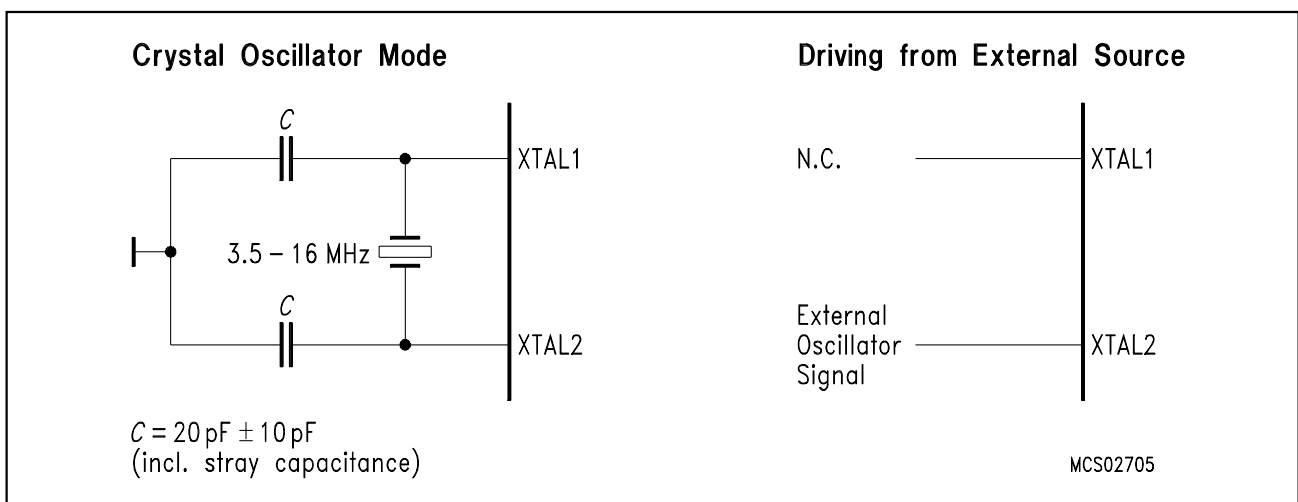 Crystal Oscillator Mode
C
XTAL1
3.5 – 16 MHz
C
XTAL2
C = 20 pF ± 10 pF
(incl. stray capacitance)
Driving from External Source
N.C.
XTAL1
External
Oscillator
Signal
XTAL2
MCS02705